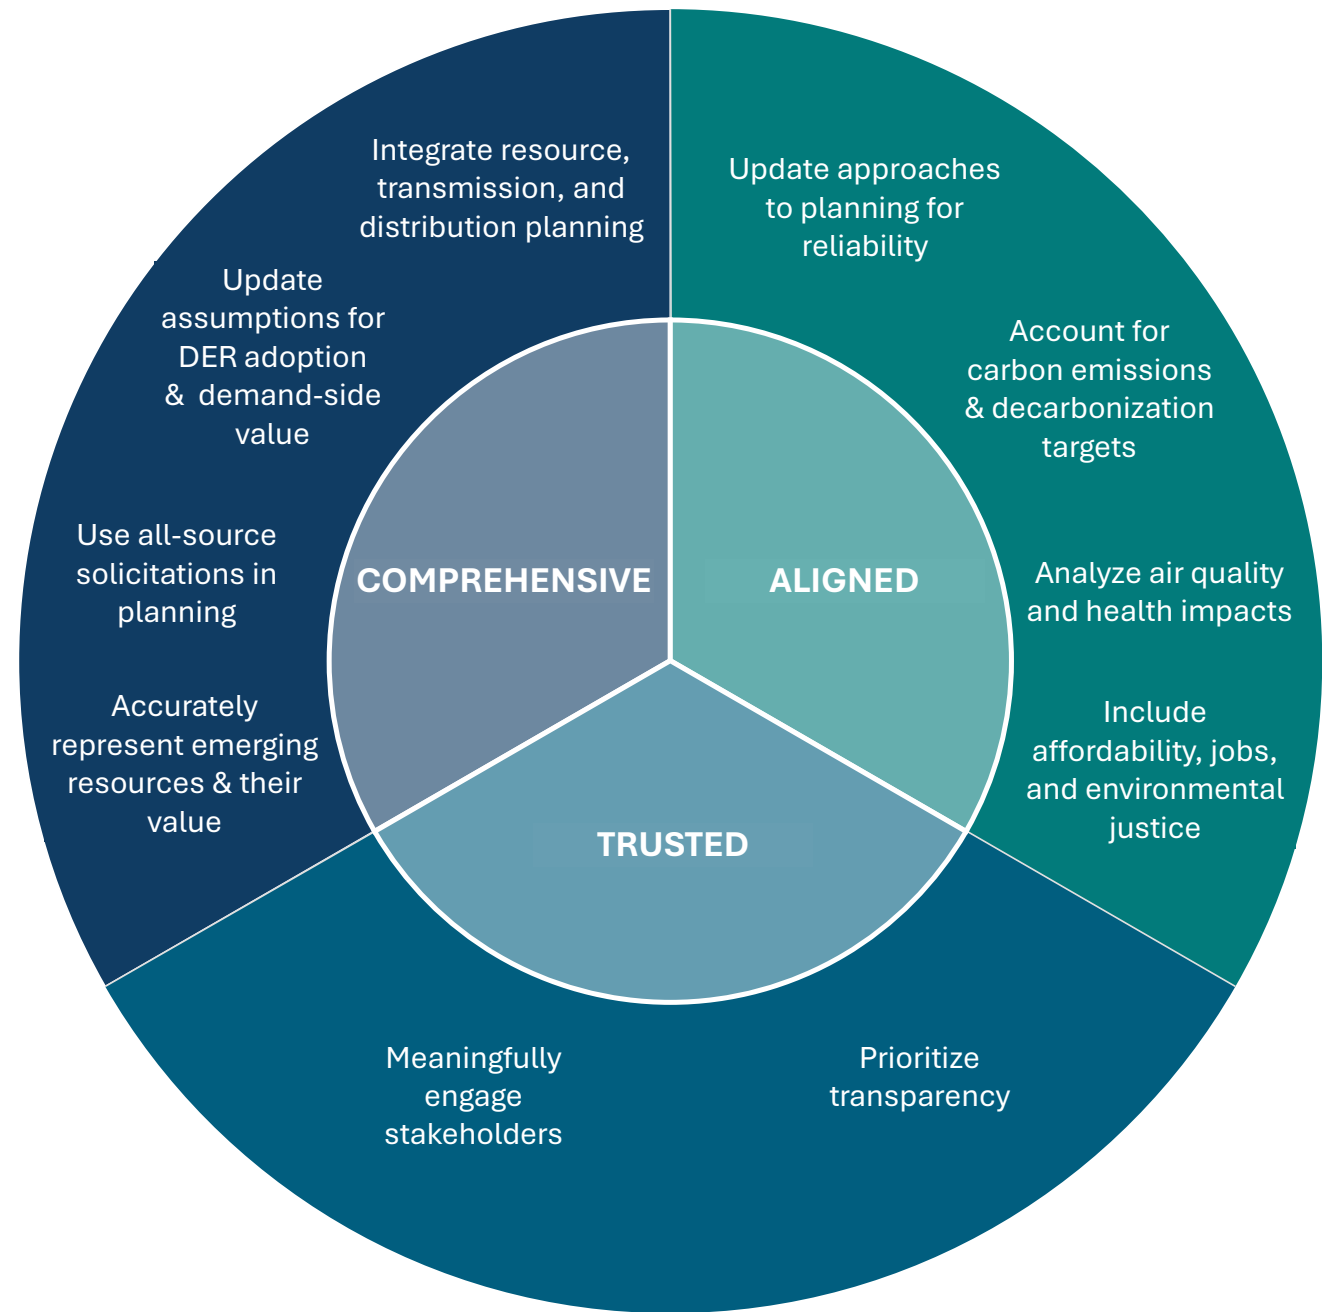 Integrate resource,
transmission, and
distribution planning
Update
assumptions for
DER adoption
& demand-side
value
Use all-source
solicitations in
planning
Accurately
represent emerging
resources & their
value
COMPREHENSIVE
Update approaches
to planning for
reliability
Account for
carbon emissions
& decarbonization
targets
Analyze air quality
and health impacts
Include
affordability, jobs,
and environmental
justice
ALIGNED
TRUSTED
Meaningfully
engage
stakeholders
Prioritize
transparency